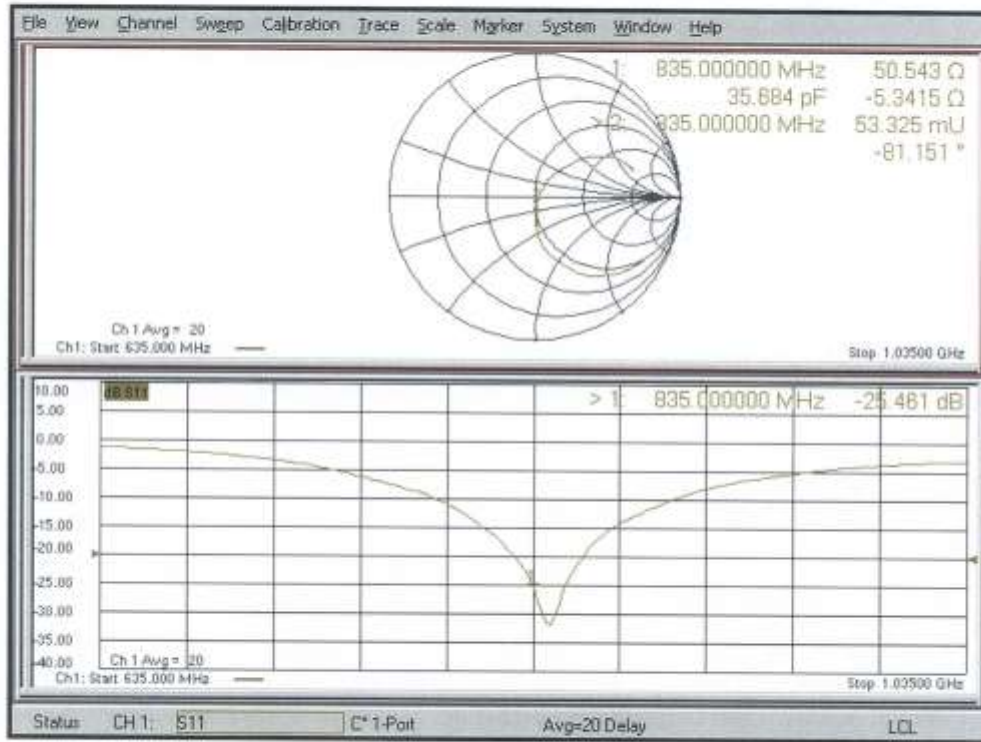 File View Channel Sweep Calibration Trace Scale Marker System Window Help
1: 835.000000 MHz 50.543 Ω
35.684 pF -5.3415 Ω
> 2: 835.000000 MHz 53.325 mU
-81.151 °
Ch 1 Avg = 20
Ch1: Start 635.000 MHz
Stop 1.03500 GHz
10.00
dB S11
> 1: 835.000000 MHz -25.461 dB
5.00
0.00
-5.00
-10.00
-15.00
-20.00
-25.00
-30.00
-35.00
-40.00
Ch 1 Avg = 20
Ch1: Start 635.000 MHz
Stop 1.03500 GHz
Status CH 1: S11 C* 1-Port Avg=20 Delay LCL